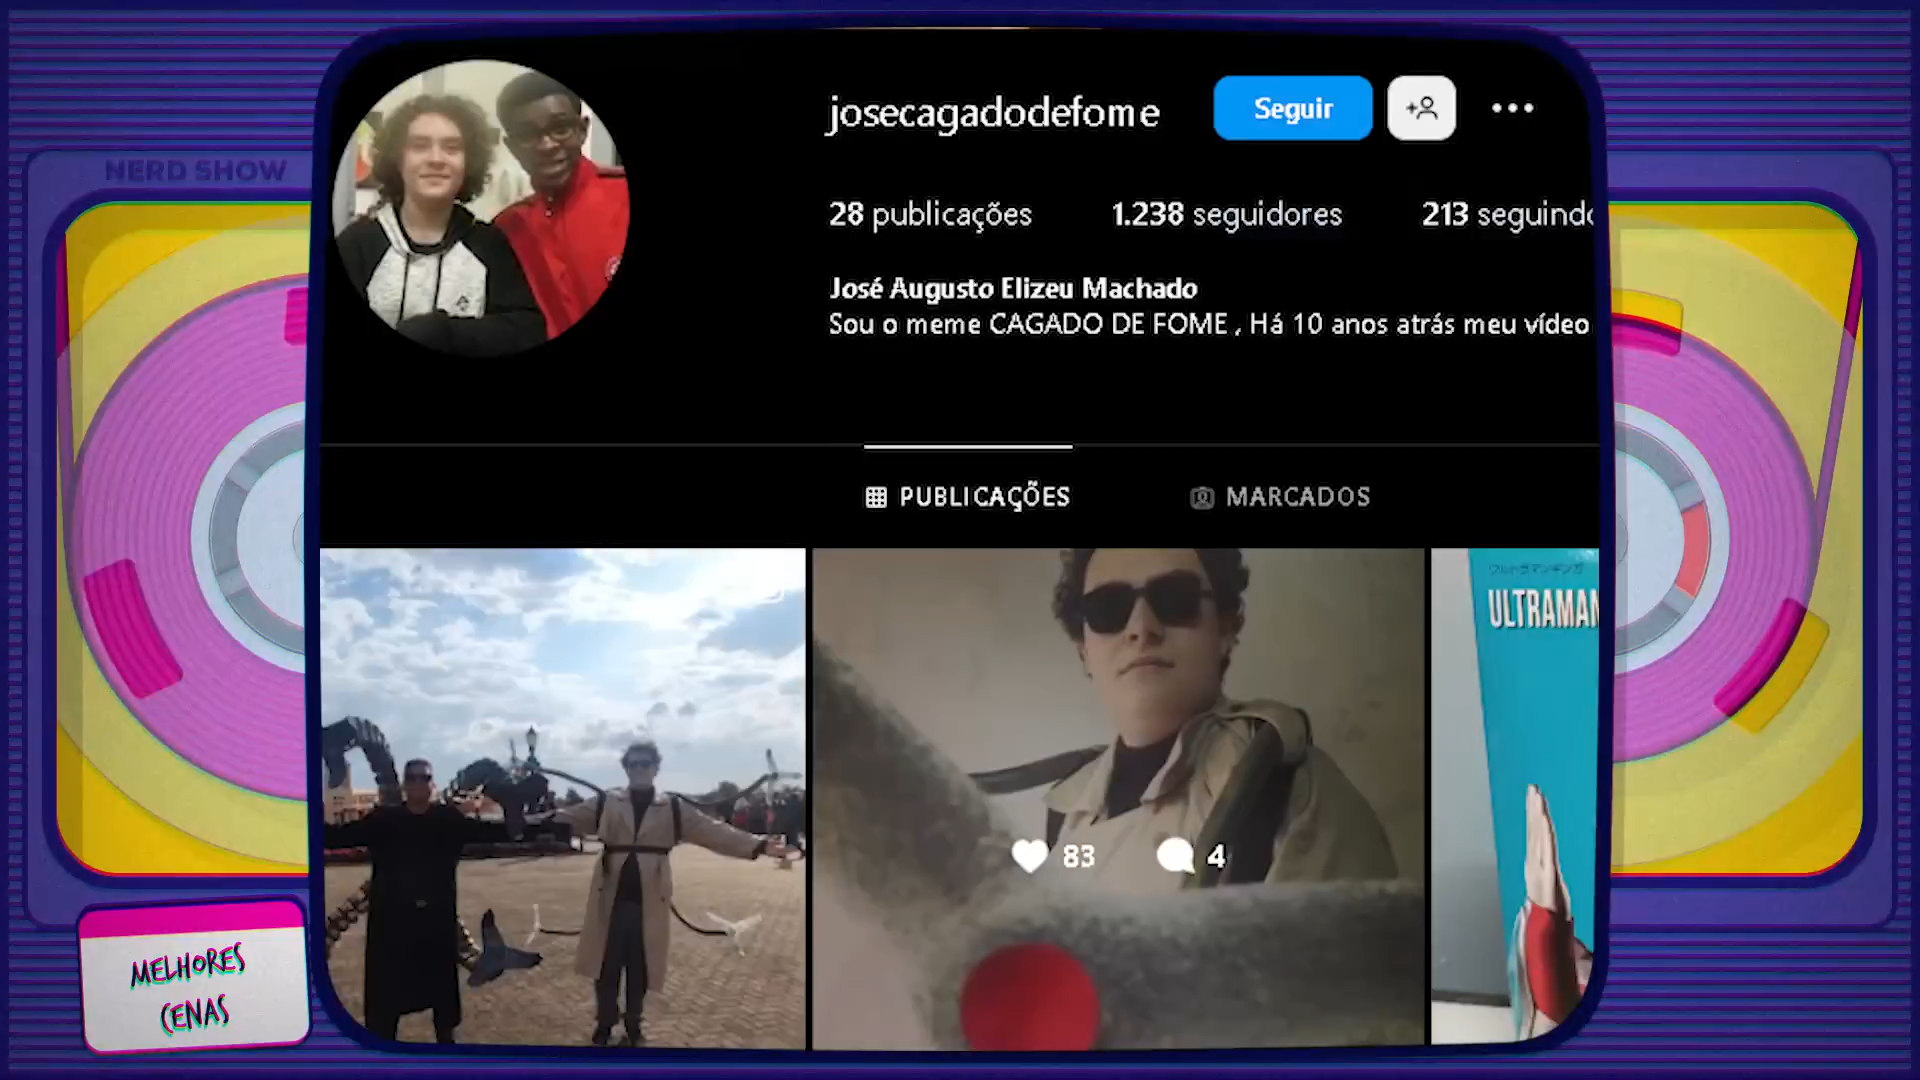 NERD SHOW
josecagadodefome
Seguir
28 publicações 1.238 seguidores 213 seguindo
José Augusto Elizeu Machado
Sou o meme CAGADO DE FOME , Há 10 anos atrás meu vídeo
PUBLICAÇÕES MARCADOS
ULTRAMAN
83 4
MELHORES
CENAS